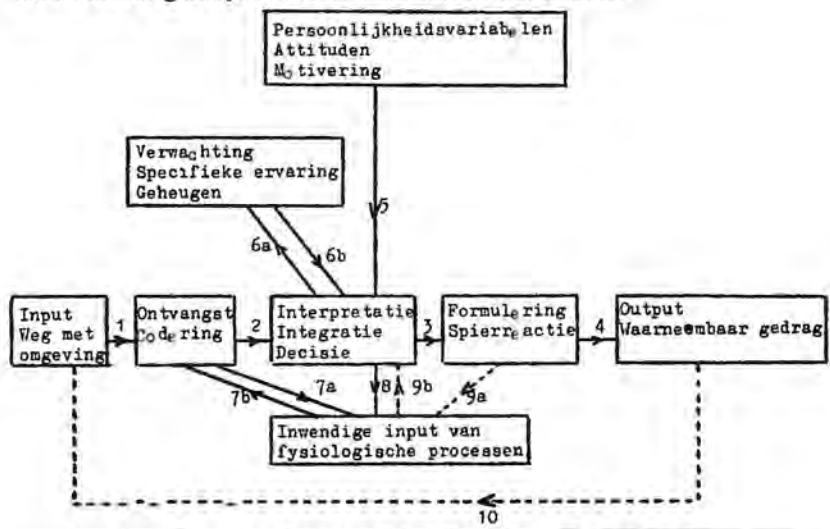 Persoonlijkheidsvariabelen
Attituden
Motivering
Verwachting
Specifieke ervaring
Geheugen
5
6a
6b
Input
Weg met
omgeving
1
Ontvangst
Codering
2
Interpretatie
Integratie
Decisie
3
Formulering
Spierreactie
4
Output
Waarneembaar gedrag
7b
7a
8
9b
9a
Inwendige input van
fysiologische processen
10